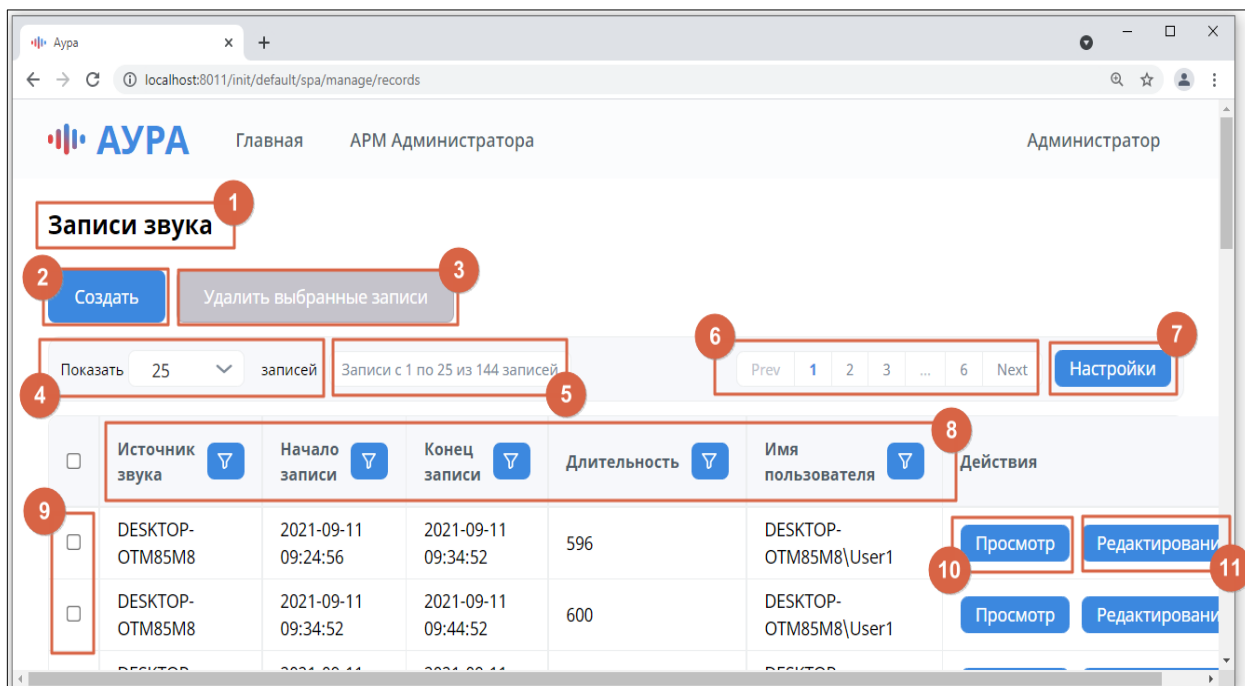 Аура
localhost:8011/init/default/spa/manage/records
АУРА
Главная
АРМ Администратора
Администратор
1
Записи звука
2
3
Создать
Удалить выбранные записи
6
7
Показать 25 записей
Записи с 1 по 25 из 144 записей
Prev 1 2 3 ... 6 Next
Настройки
4
5
8
Источник звука
Начало записи
Конец записи
Длительность
Имя пользователя
Действия
9
DESKTOP-OTM85M8
2021-09-11 09:24:56
2021-09-11 09:34:52
596
DESKTOP-OTM85M8\User1
Просмотр
Редактировани
10
11
DESKTOP-OTM85M8
2021-09-11 09:34:52
2021-09-11 09:44:52
600
DESKTOP-OTM85M8\User1
Просмотр
Редактировани